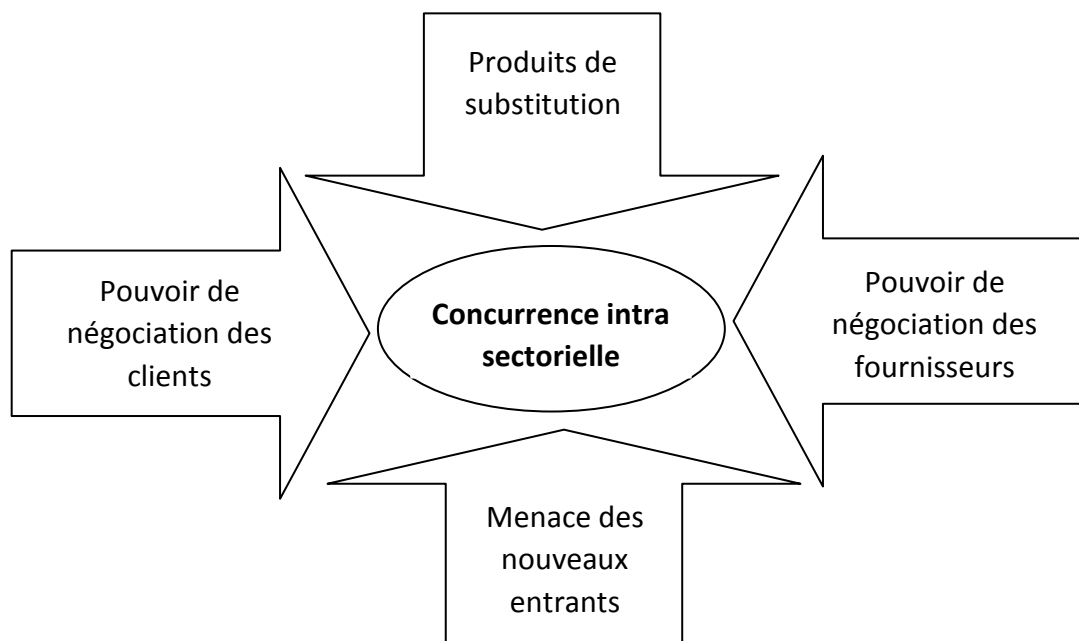 Produits de
substitution
Pouvoir de
négociation des
clients
Concurrence intra
sectorielle
Pouvoir de
négociation des
fournisseurs
Menace des
nouveaux
entrants